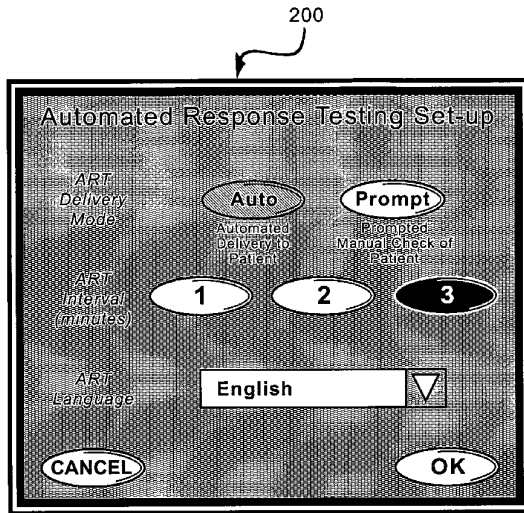 200
Automated Response Testing Set-up
ART
Delivery
Mode
Auto
Automated
Delivery to
Patient
Prompt
Prompted
Manual Check of
Patient
ART
Interval
(minutes)
1
2
3
ART
Language
English
CANCEL
OK